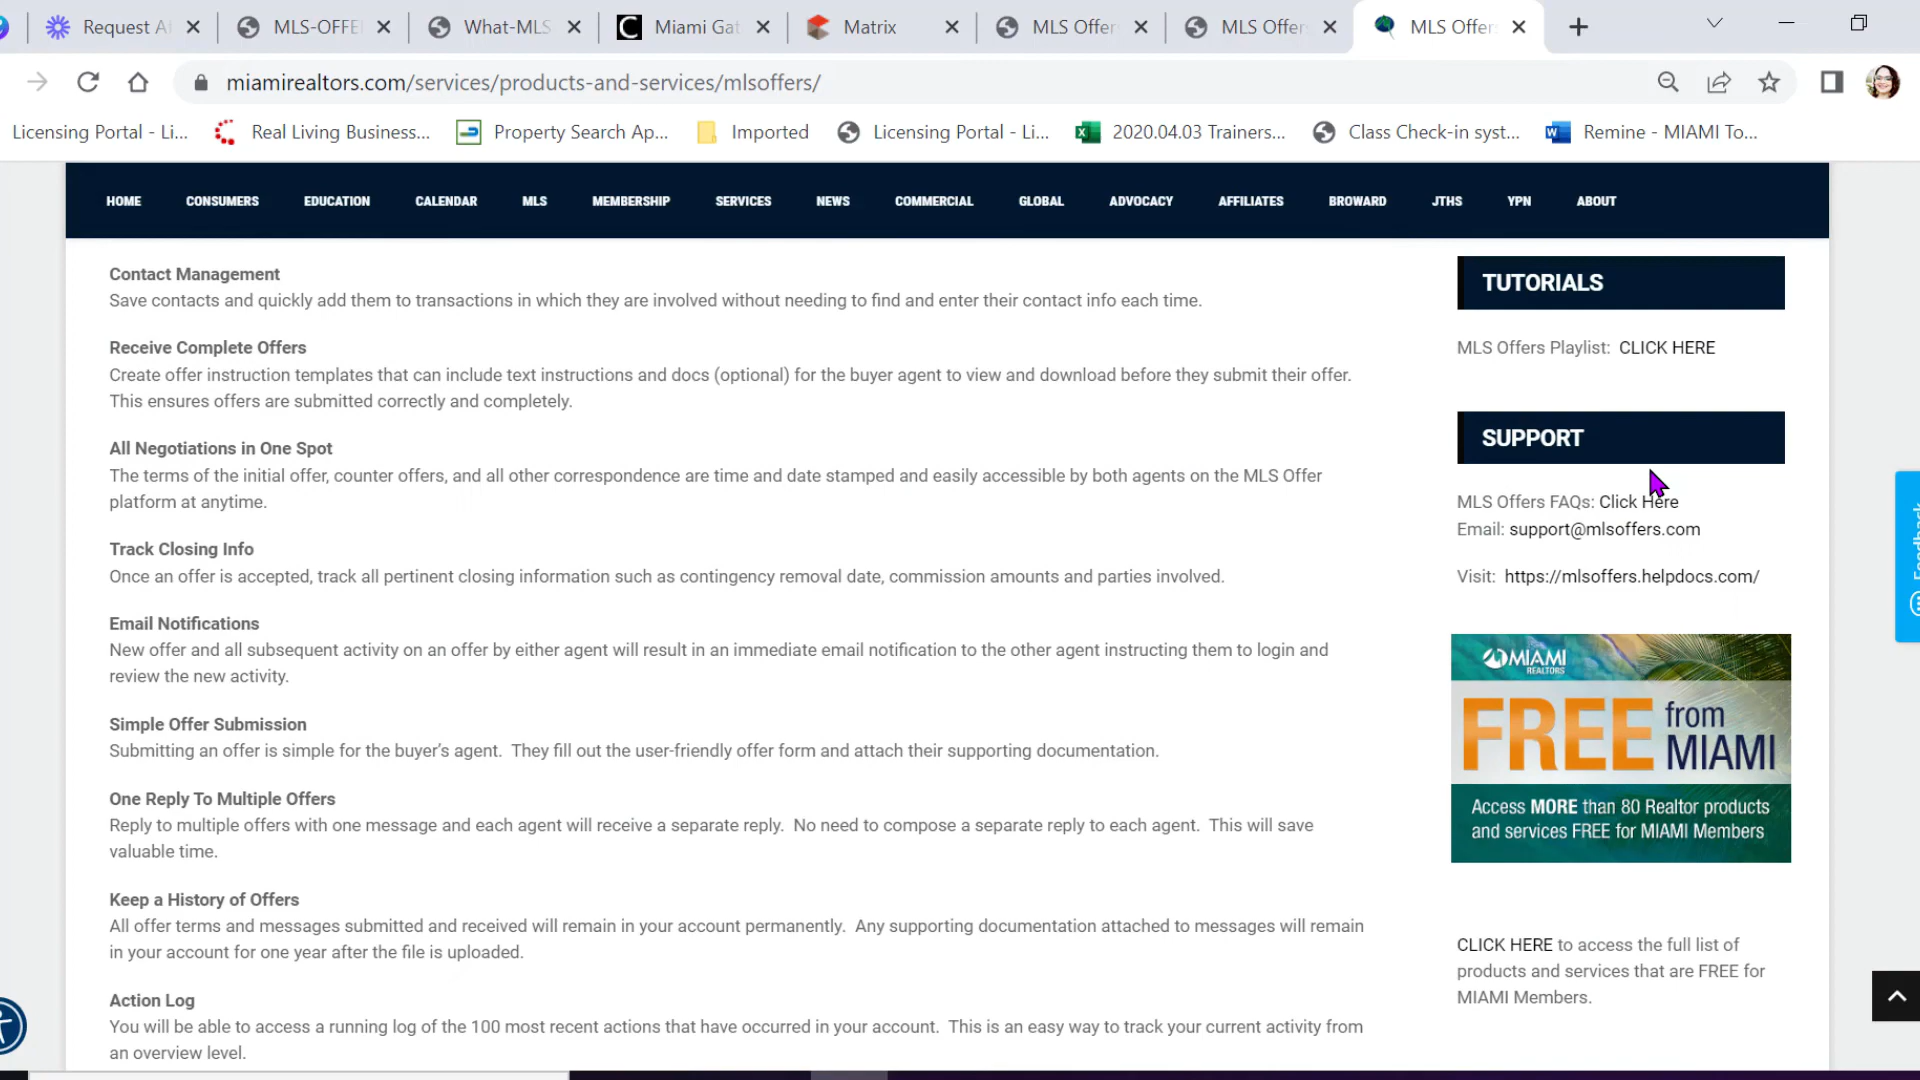 Request A
MLS-OFFE
What-MLS
Miami Gat
Matrix
MLS Offer
MLS Offer
MLS Offer
miamirealtors.com/services/products-and-services/mlsoffers/
Licensing Portal - Li...
Real Living Business...
Property Search Ap...
Imported
Licensing Portal - Li...
2020.04.03 Trainers...
Class Check-in syst...
Remine - MIAMI To...
HOME CONSUMERS EDUCATION CALENDAR MLS MEMBERSHIP SERVICES NEWS COMMERCIAL GLOBAL ADVOCACY AFFILIATES BROWARD JTHS YPN ABOUT
Contact Management
Save contacts and quickly add them to transactions in which they are involved without needing to find and enter their contact info each time.
Receive Complete Offers
Create offer instruction templates that can include text instructions and docs (optional) for the buyer agent to view and download before they submit their offer.
This ensures offers are submitted correctly and completely.
All Negotiations in One Spot
The terms of the initial offer, counter offers, and all other correspondence are time and date stamped and easily accessible by both agents on the MLS Offer
platform at anytime.
Track Closing Info
Once an offer is accepted, track all pertinent closing information such as contingency removal date, commission amounts and parties involved.
Email Notifications
New offer and all subsequent activity on an offer by either agent will result in an immediate email notification to the other agent instructing them to login and
review the new activity.
Simple Offer Submission
Submitting an offer is simple for the buyer’s agent. They fill out the user-friendly offer form and attach their supporting documentation.
One Reply To Multiple Offers
Reply to multiple offers with one message and each agent will receive a separate reply. No need to compose a separate reply to each agent. This will save
valuable time.
Keep a History of Offers
All offer terms and messages submitted and received will remain in your account permanently. Any supporting documentation attached to messages will remain
in your account for one year after the file is uploaded.
Action Log
You will be able to access a running log of the 100 most recent actions that have occurred in your account. This is an easy way to track your current activity from
an overview level.
TUTORIALS
MLS Offers Playlist: CLICK HERE
SUPPORT
MLS Offers FAQs: Click Here
Email: support@mlsoffers.com
Visit: https://mlsoffers.helpdocs.com/
MIAMI
REALTORS
FREE from
MIAMI
Access MORE than 80 Realtor products
and services FREE for MIAMI Members
CLICK HERE to access the full list of
products and services that are FREE for
MIAMI Members.
Feedback